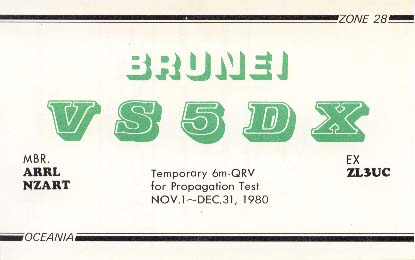 ZONE 28
BRUNEI
VS5DX
MBR.
ARRL
NZART
Temporary 6m-QRV
for Propagation Test
NOV.1~DEC.31, 1980
EX
ZL3UC
OCEANIA